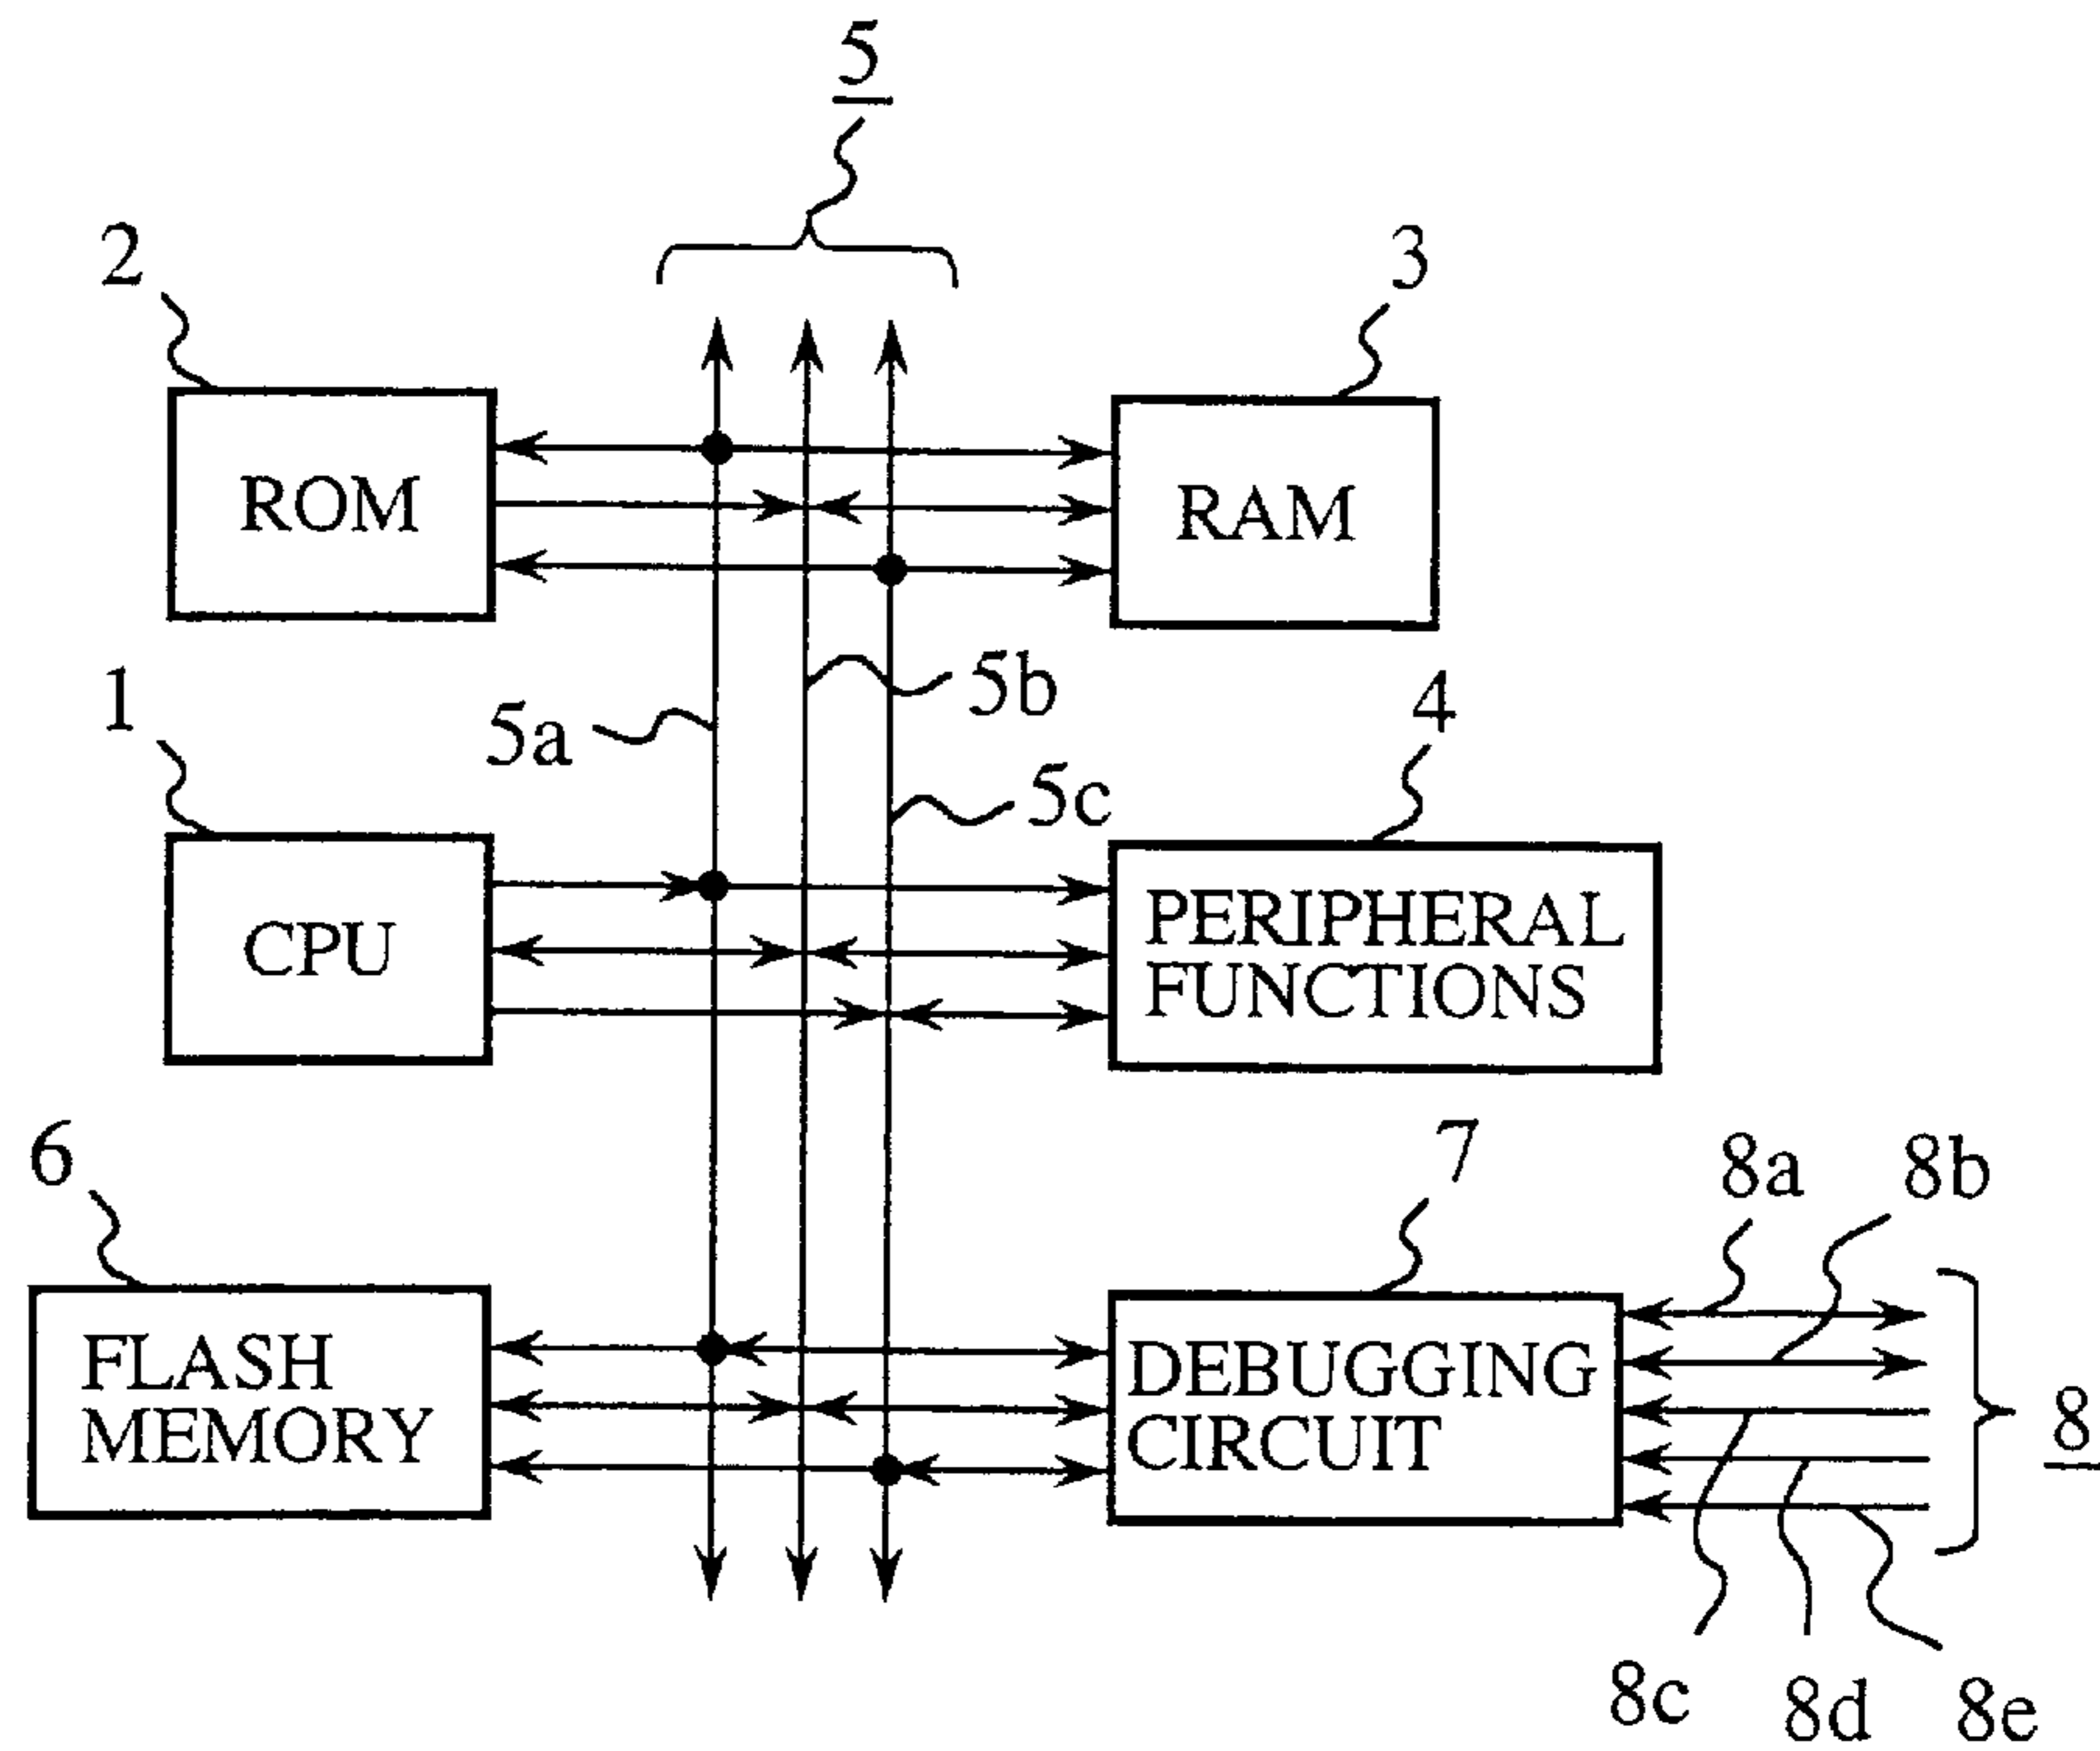 5
2
3
ROM
RAM
5b
1
5a
4
5c
CPU
PERIPHERAL
FUNCTIONS
6
7
8a
8b
FLASH
MEMORY
DEBUGGING
CIRCUIT
8
8c
8d
8e